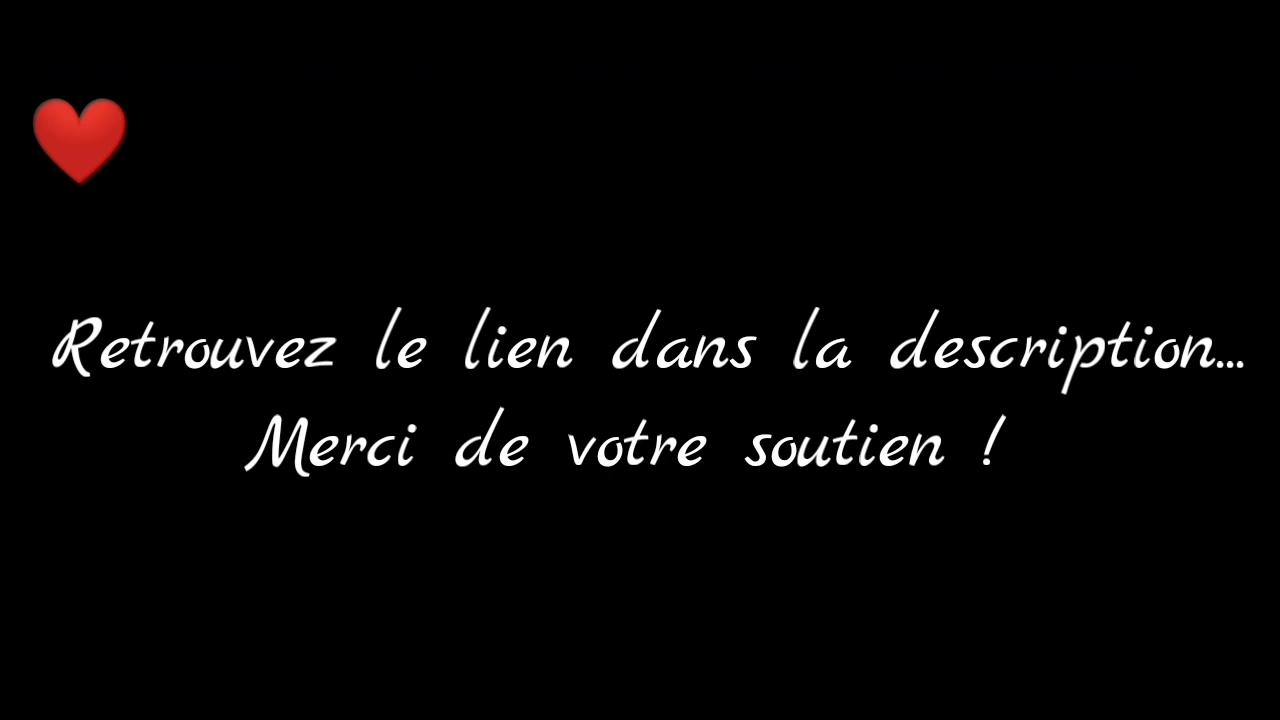 Retrouvez le lien dans la description...
Merci de votre soutien !